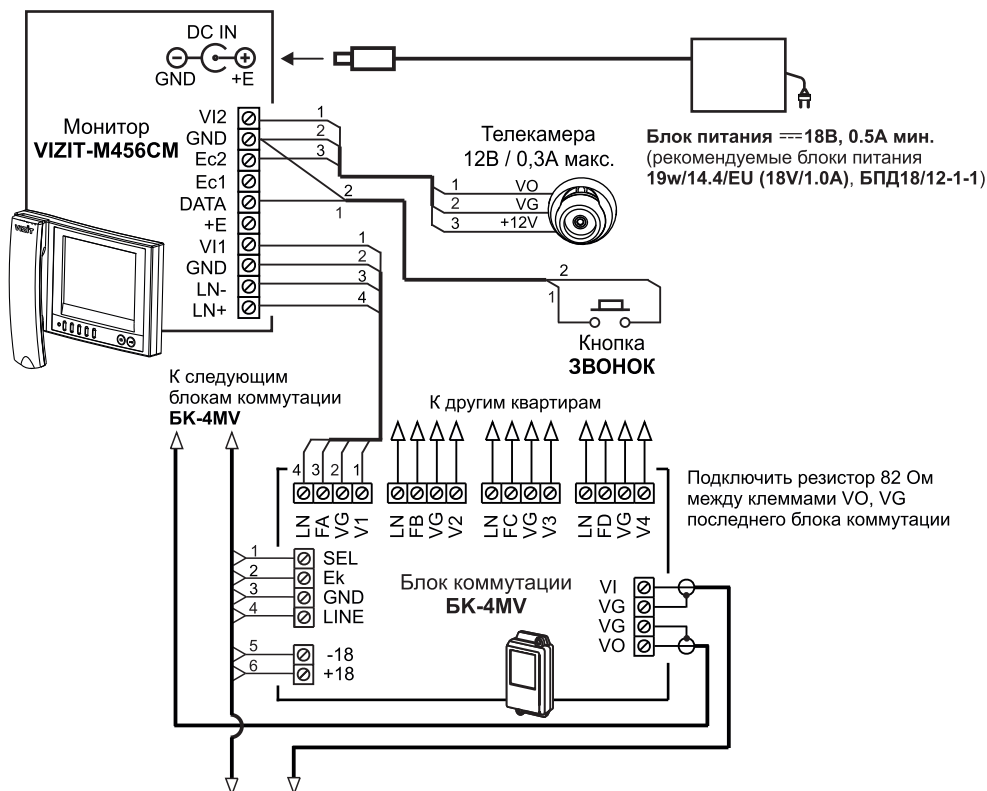 DC IN
GND
+E
Монитор
VIZIT-M456CM
VI2
GND
Ec2
Ec1
DATA
+E
VI1
GND
LN-
LN+
1
2
3
2
1
1
2
3
4
VIZIT
Телекамера
12В / 0,3А макс.
1
VO
2
VG
3
+12V
Блок питания ⎓18В, 0.5А мин.
(рекомендуемые блоки питания
19w/14.4/EU (18V/1.0A), БПД18/12-1-1)
2
1
Кнопка
ЗВОНОК
К следующим
блокам коммутации
БK-4MV
К другим квартирам
4
3
2
1
LN
FA
VG
V1
LN
FB
VG
V2
LN
FC
VG
V3
LN
FD
VG
V4
Подключить резистор 82 Ом
между клеммами VO, VG
последнего блока коммутации
1
SEL
2
Ek
3
GND
4
LINE
5
-18
6
+18
Блок коммутации
БK-4MV
VI
VG
VG
VO